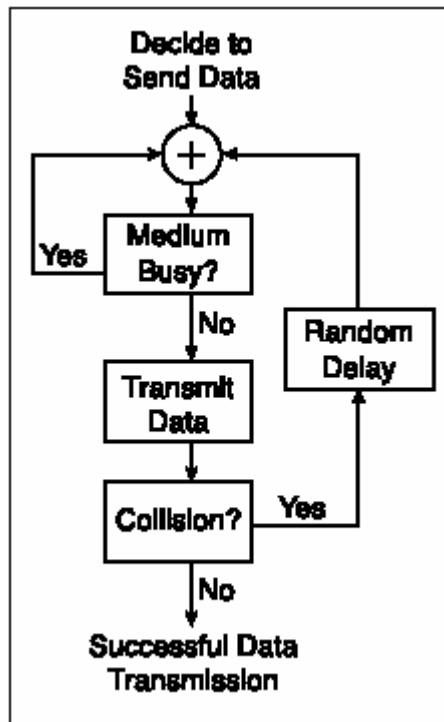 Decide to
Send Data
+
Medium
Busy?
Yes
No
Random
Delay
Transmit
Data
Collision?
Yes
No
Successful Data
Transmission